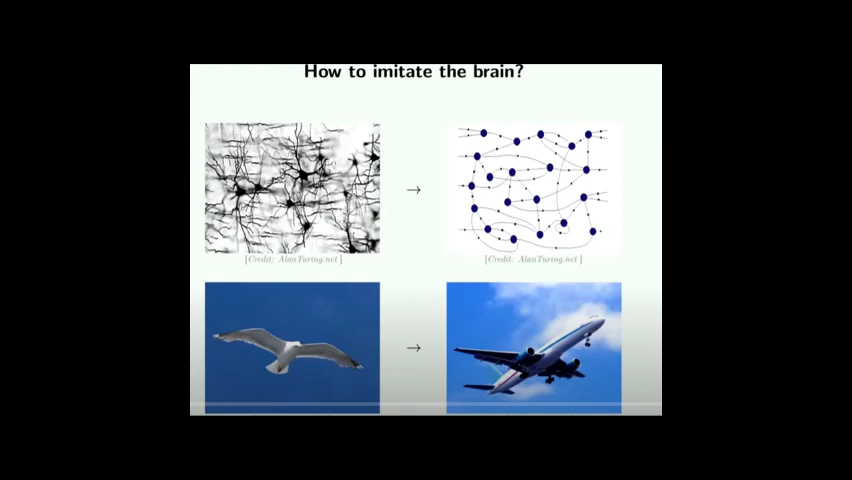 How to imitate the brain?
[Credit: AlanTuring.net ]
[Credit: AlanTuring.net ]